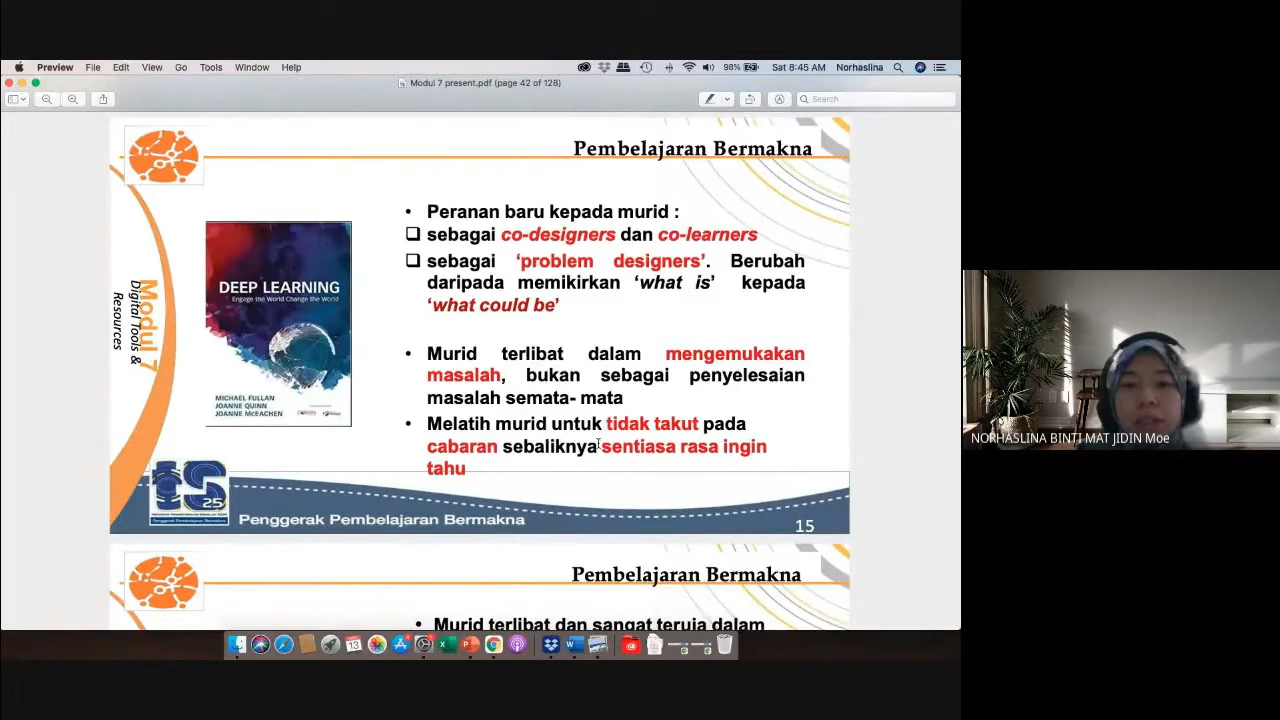 Preview File Edit View Go Tools Window Help 98% Sat 8:45 AM Norhaslina
Modul 7 present.pdf (page 42 of 128)
Search
Pembelajaran Bermakna
• Peranan baru kepada murid :
❑ sebagai co-designers dan co-learners
❑ sebagai ‘problem designers’. Berubah
daripada memikirkan ‘what is’ kepada
‘what could be’
• Murid terlibat dalam mengemukakan
masalah, bukan sebagai penyelesaian
masalah semata- mata
• Melatih murid untuk tidak takut pada
cabaran sebaliknya sentiasa rasa ingin
tahu
Modul 7
Digital Tools &
Resources
DEEP LEARNING
Engage the World Change the World
MICHAEL FULLAN
JOANNE QUINN
JOANNE McEACHEN
CORWIN
25
Penggerak Pembelajaran Bermakna
Penggerak Pembelajaran Bermakna
15
Pembelajaran Bermakna
• Murid terlibat dan sangat teruja dalam
13
NORHASLINA BINTI MAT JIDIN Moe